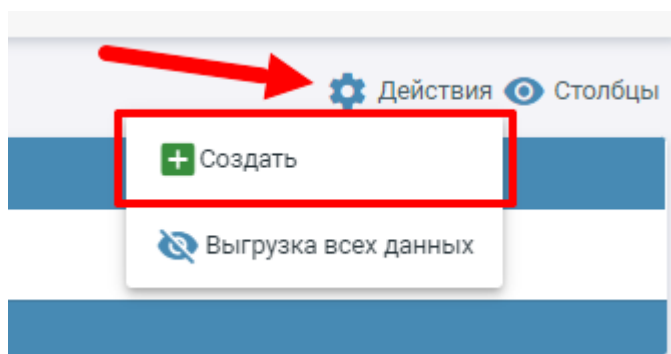 Действия Столбцы
Создать
Выгрузка всех данных